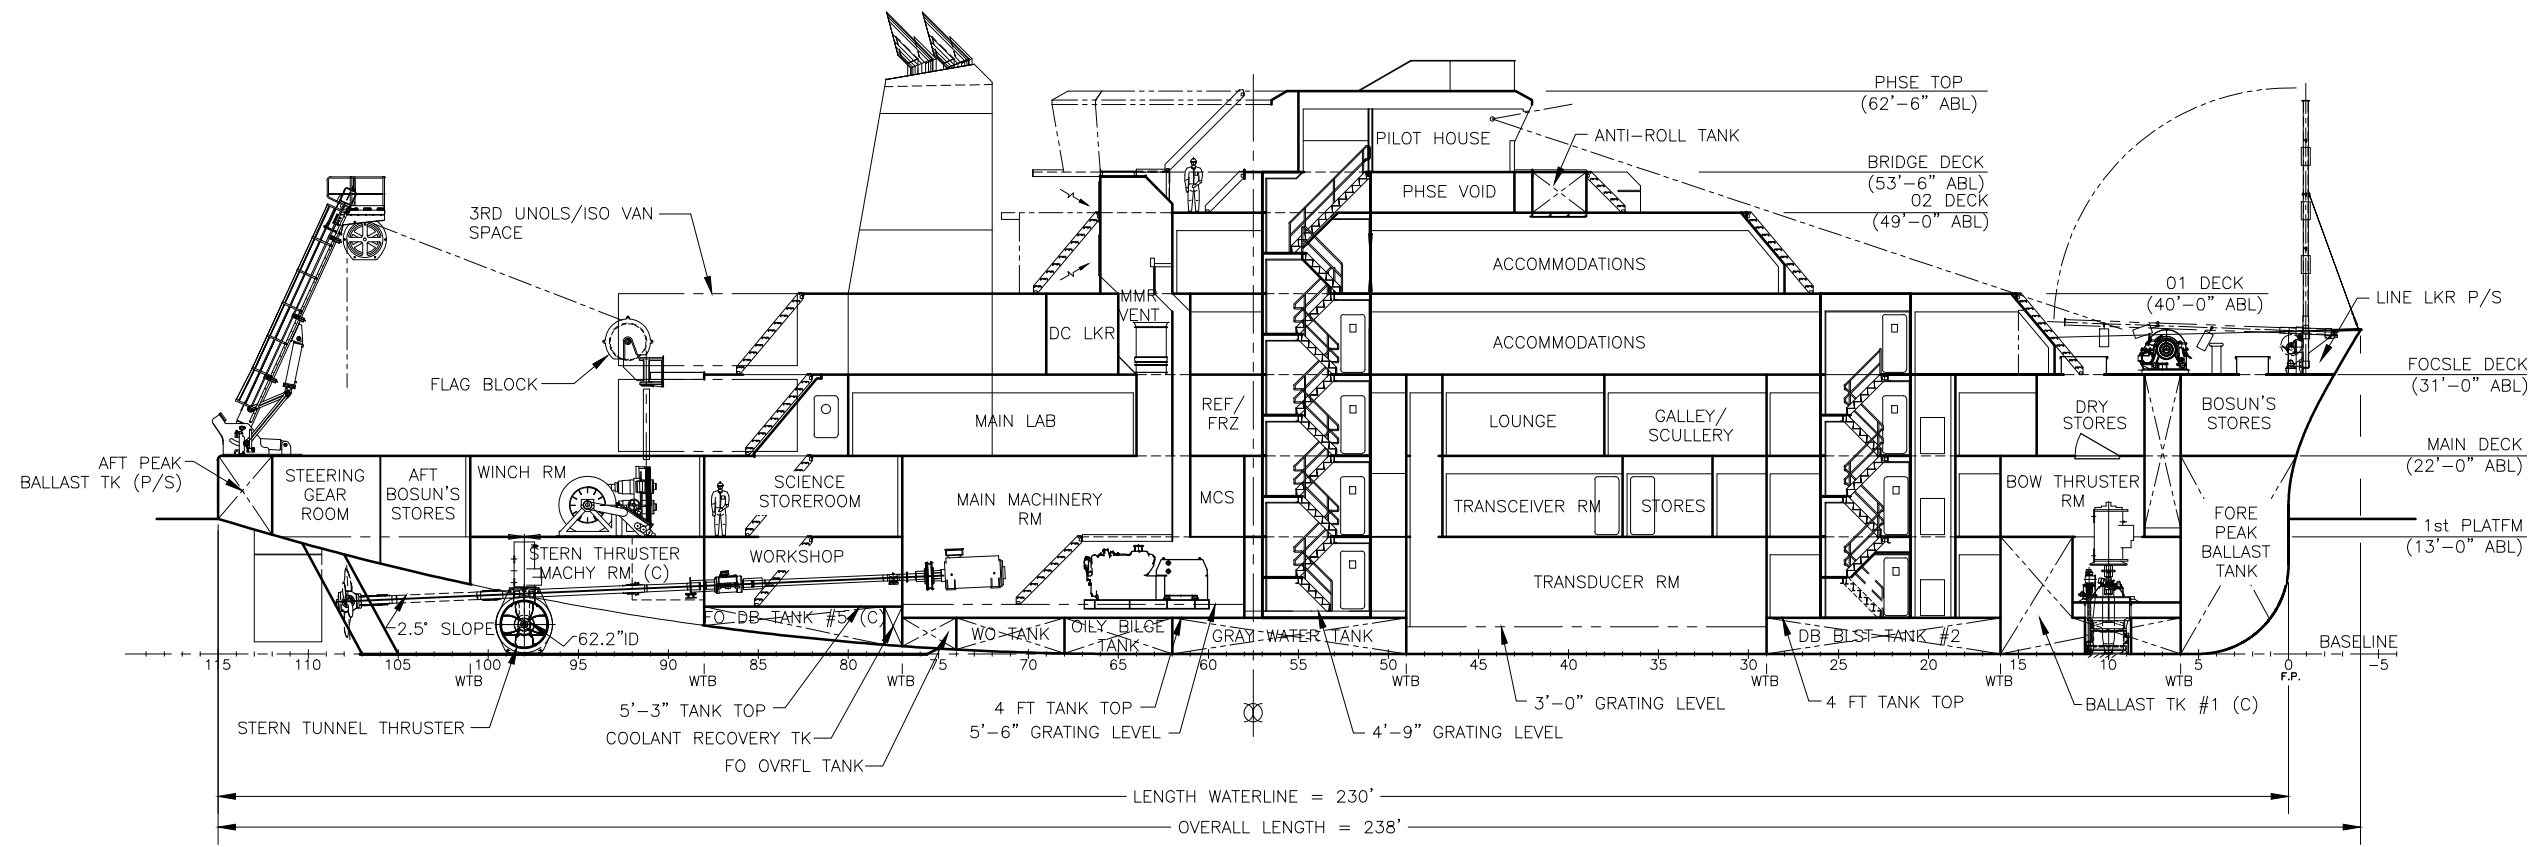 PHSE TOP
(62'-6" ABL)
PILOT HOUSE
ANTI-ROLL TANK
BRIDGE DECK
(53'-6" ABL)
PHSE VOID
02 DECK
(49'-0" ABL)
3RD UNOLS/ISO VAN
SPACE
ACCOMMODATIONS
01 DECK
(40'-0" ABL)
LINE LKR P/S
MMR
VENT
DC LKR
ACCOMMODATIONS
FLAG BLOCK
FOCSLE DECK
(31'-0" ABL)
MAIN LAB
REF/
FRZ
LOUNGE
GALLEY/
SCULLERY
DRY
STORES
BOSUN'S
STORES
MAIN DECK
(22'-0" ABL)
AFT PEAK
BALLAST TK (P/S)
STEERING
GEAR
ROOM
AFT
BOSUN'S
STORES
WINCH RM
SCIENCE
STOREROOM
MAIN MACHINERY
RM
MCS
TRANSCEIVER RM
STORES
BOW THRUSTER
RM
FORE
PEAK
BALLAST
TANK
1st PLATFM
(13'-0" ABL)
STERN THRUSTER
MACHY RM (C)
WORKSHOP
TRANSDUCER RM
2.5° SLOPE
62.2"ID
FO DB TANK #5 (C)
WO TANK
OILY BILGE
TANK
GRAY WATER TANK
DB BLST TANK #2
BASELINE
115 110 105 100 95 90 85 80 75 70 65 60 55 50 45 40 35 30 25 20 15 10 5 0 -5
WTB WTB WTB WTB WTB WTB WTB F.P.
STERN TUNNEL THRUSTER
5'-3" TANK TOP
COOLANT RECOVERY TK
FO OVRFL TANK
4 FT TANK TOP
5'-6" GRATING LEVEL
4'-9" GRATING LEVEL
3'-0" GRATING LEVEL
4 FT TANK TOP
BALLAST TK #1 (C)
LENGTH WATERLINE = 230'
OVERALL LENGTH = 238'